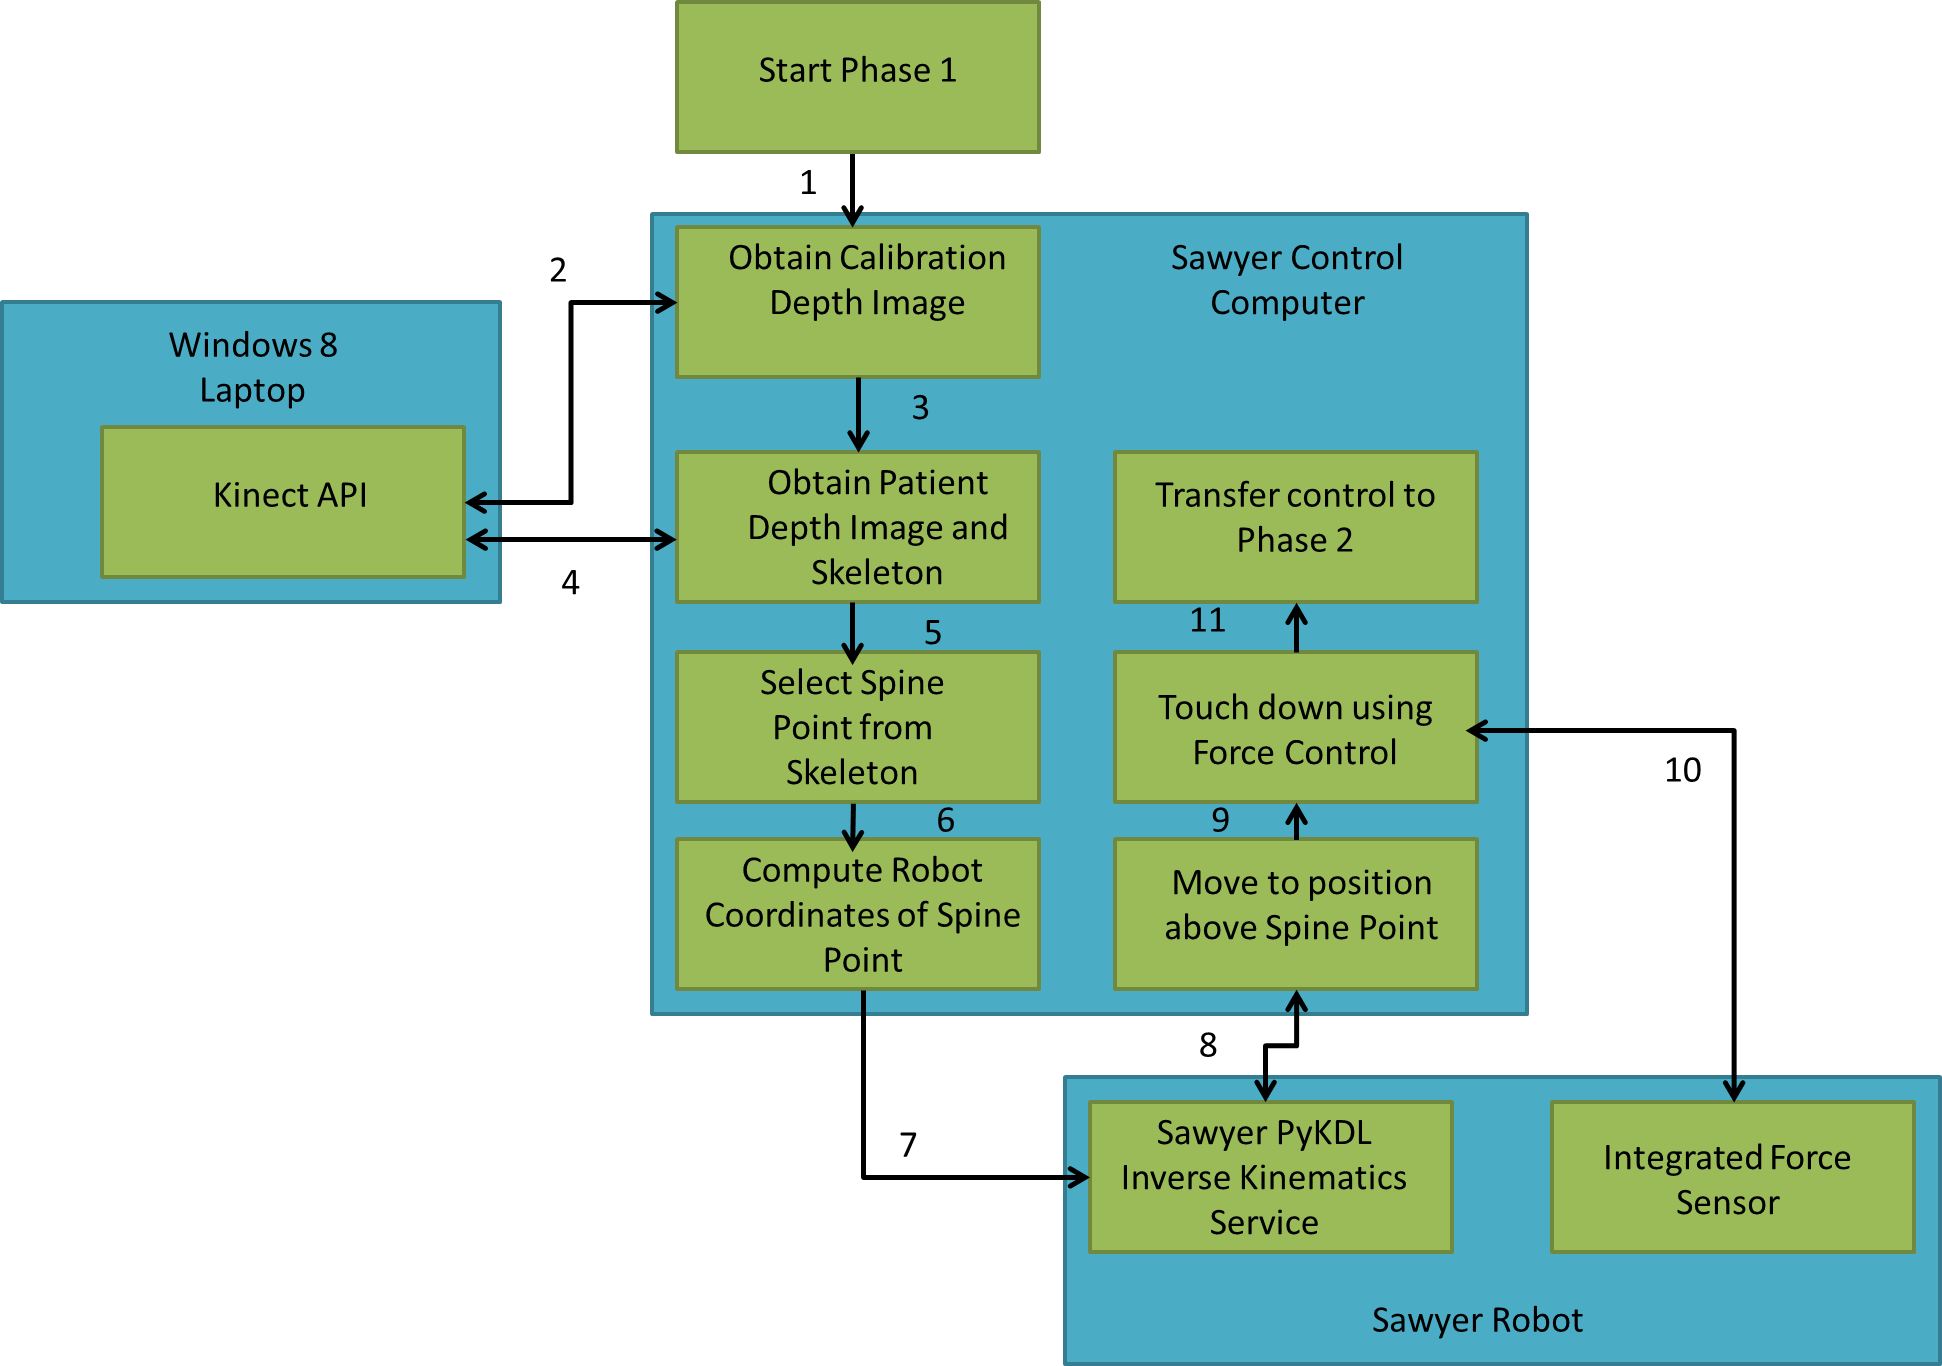 Start Phase 1
1
Obtain Calibration
Depth Image
Sawyer Control
Computer
2
Windows 8
Laptop
Kinect API
3
4
Obtain Patient
Depth Image and
Skeleton
5
Select Spine
Point from
Skeleton
6
Compute Robot
Coordinates of Spine
Point
Transfer control to
Phase 2
11
Touch down using
Force Control
10
9
Move to position
above Spine Point
8
7
Sawyer PyKDL
Inverse Kinematics
Service
Integrated Force
Sensor
Sawyer Robot